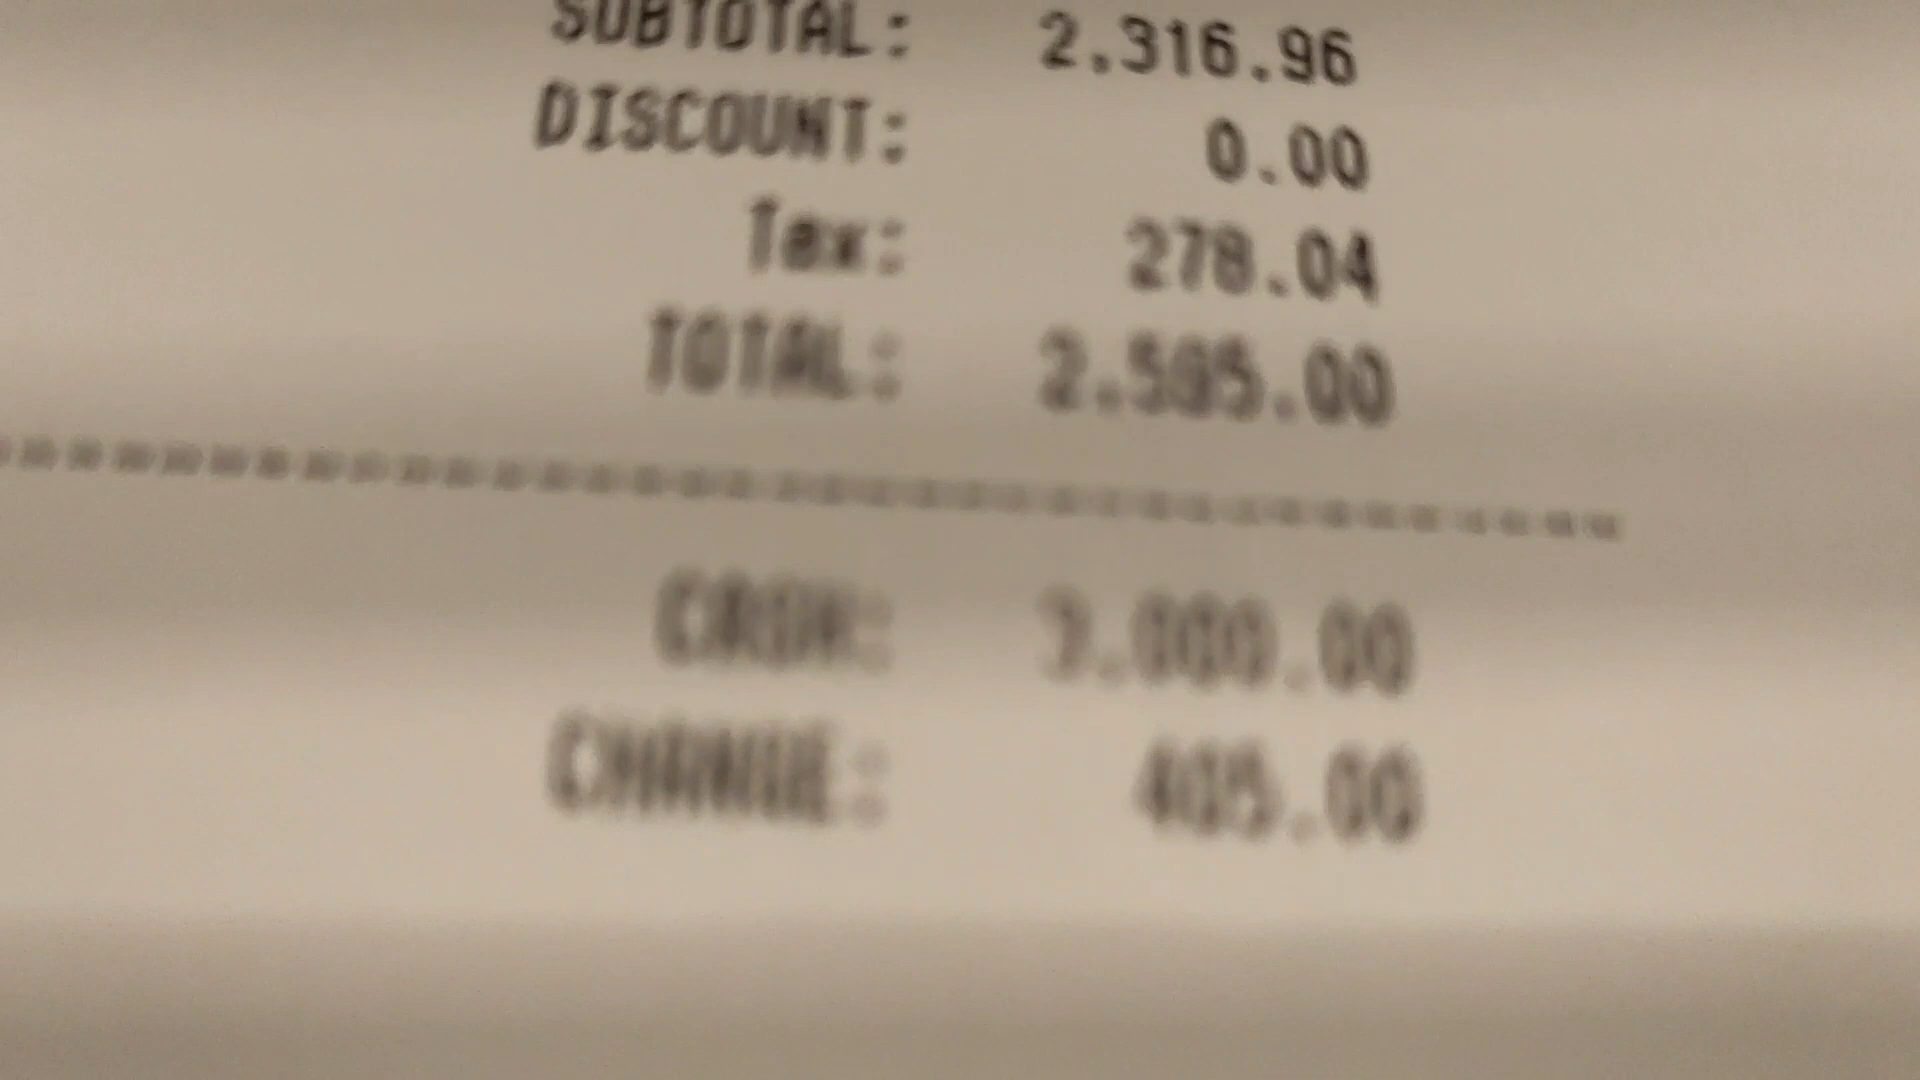 SUBTOTAL: 2.316.96
DISCOUNT: 0.00
Tax: 278.04
TOTAL: 2.595.00
CASH: 3.000.00
CHANGE: 405.00